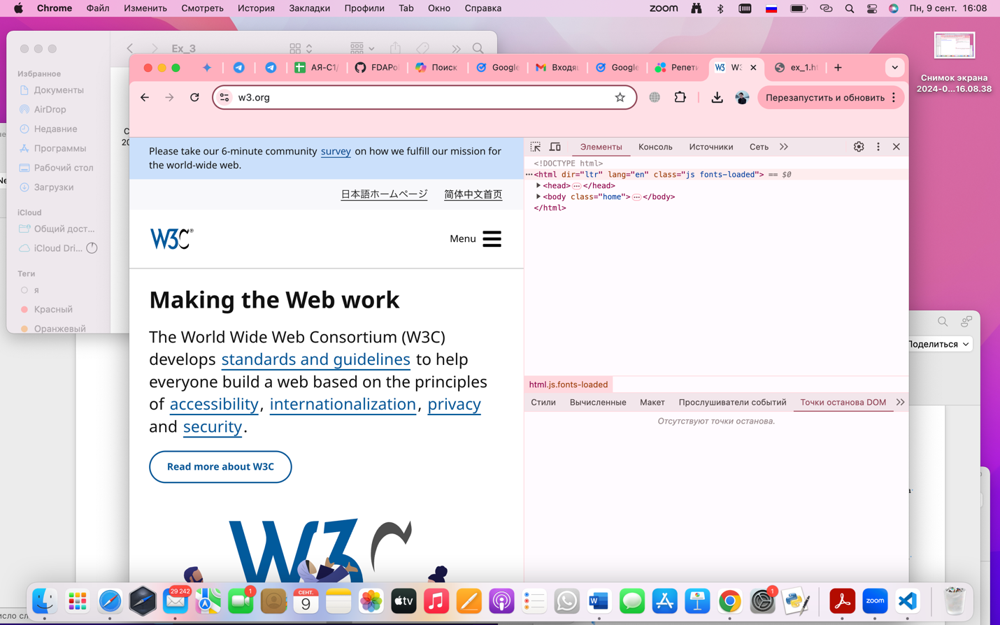 Chrome Файл Изменить Смотреть История Закладки Профили Tab Окно Справка
zoom Пн, 9 сент. 16:08
Ex_3
Избранное
Документы
AirDrop
Недавние
Программы
Рабочий стол
Загрузки
iCloud
Общий дост...
iCloud Dri...
Теги
Я
Красный
Оранжевый
Снимок экрана
2024-0...16.08.38
АЯ-С1/ FDAPo Поиск Google Входящ Google Репети W3 ex_1.h
w3.org
Перезапустить и обновить
Please take our 6-minute community survey on how we fulfill our mission for
the world-wide web.
日本語ホームページ 简体中文首页
W3C®
Menu
Making the Web work
The World Wide Web Consortium (W3C)
develops standards and guidelines to help
everyone build a web based on the principles
of accessibility, internationalization, privacy
and security.
Read more about W3C
W3C
Элементы Консоль Источники Сеть
<!DOCTYPE html>
<html dir="ltr" lang="en" class="js fonts-loaded"> == $0
<head>…</head>
<body class="home">…</body>
</html>
html.js.fonts-loaded
Стили Вычисленные Макет Прослушиватели событий Точки останова DOM
Отсутствуют точки останова.
Поделиться
29 242
1
СЕНТ.
9
tv
1
zoom